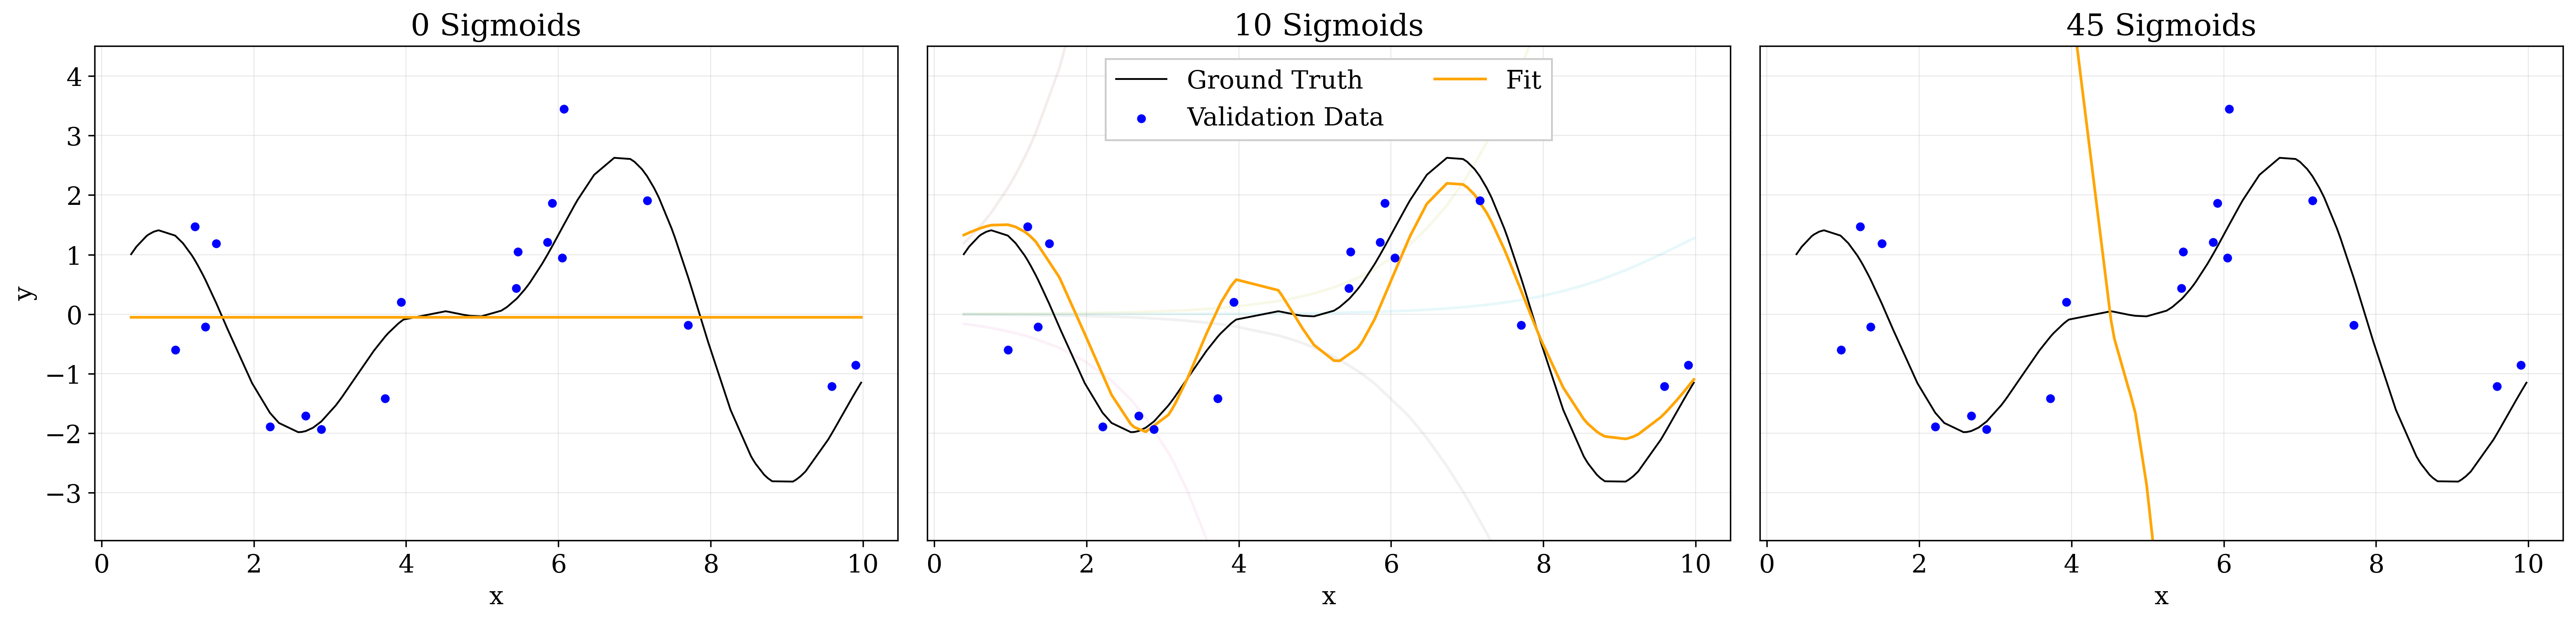 0 Sigmoids
10 Sigmoids
45 Sigmoids
Ground Truth
Fit
Validation Data
4
3
2
1
0
−1
−2
−3
y
0 2 4 6 8 10
0 2 4 6 8 10
0 2 4 6 8 10
x
x
x